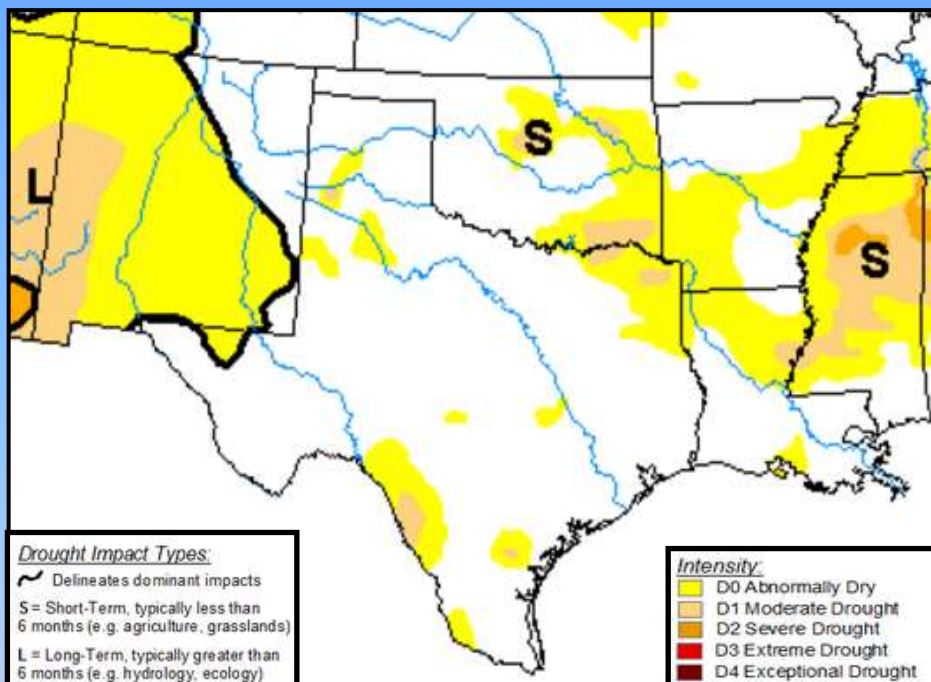 L
S
S
Drought Impact Types:
Delineates dominant impacts
S = Short-Term, typically less than
6 months (e.g. agriculture, grasslands)
L = Long-Term, typically greater than
6 months (e.g. hydrology, ecology)
Intensity:
D0 Abnormally Dry
D1 Moderate Drought
D2 Severe Drought
D3 Extreme Drought
D4 Exceptional Drought